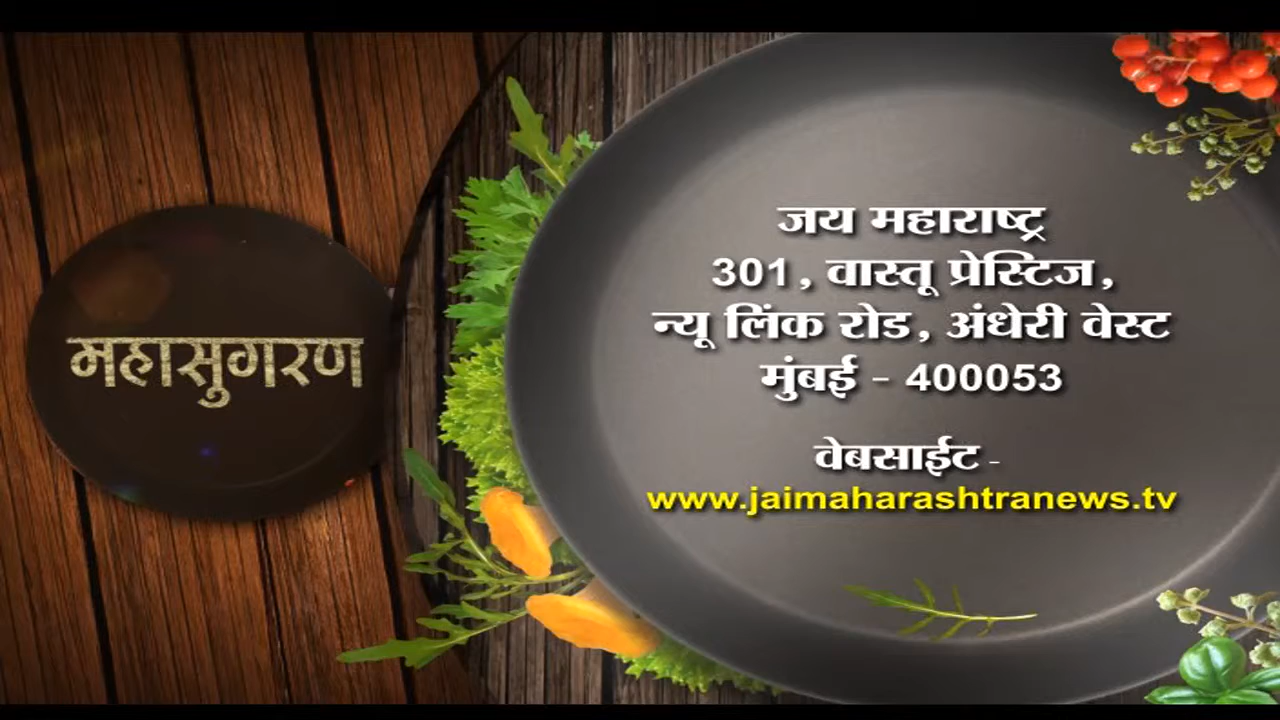 महासुगरण
जय महाराष्ट्र
301, वास्तू प्रेस्टिज,
न्यू लिंक रोड, अंधेरी वेस्ट
मुंबई - 400053
वेबसाईट -
www.jaimaharashtranews.tv